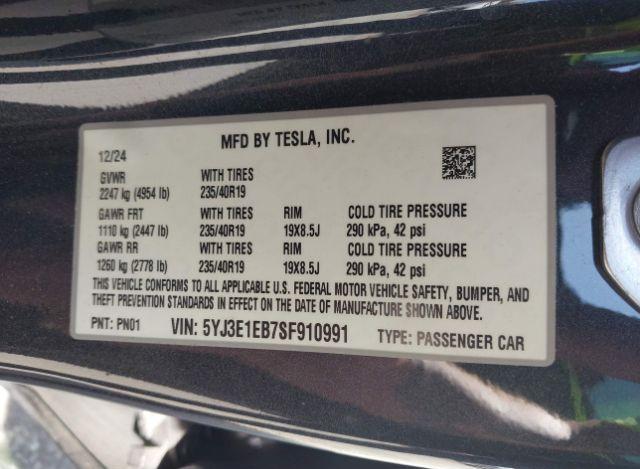 MFD BY TESLA, INC.
12/24
GVWR WITH TIRES
2247 kg (4954 lb) 235/40R19
GAWR FRT WITH TIRES RIM COLD TIRE PRESSURE
1110 kg (2447 lb) 235/40R19 19X8.5J 290 kPa, 42 psi
GAWR RR WITH TIRES RIM COLD TIRE PRESSURE
1260 kg (2778 lb) 235/40R19 19X8.5J 290 kPa, 42 psi
THIS VEHICLE CONFORMS TO ALL APPLICABLE U.S. FEDERAL MOTOR VEHICLE SAFETY, BUMPER, AND
THEFT PREVENTION STANDARDS IN EFFECT ON THE DATE OF MANUFACTURE SHOWN ABOVE.
PNT: PN01 VIN: 5YJ3E1EB7SF910991 TYPE: PASSENGER CAR